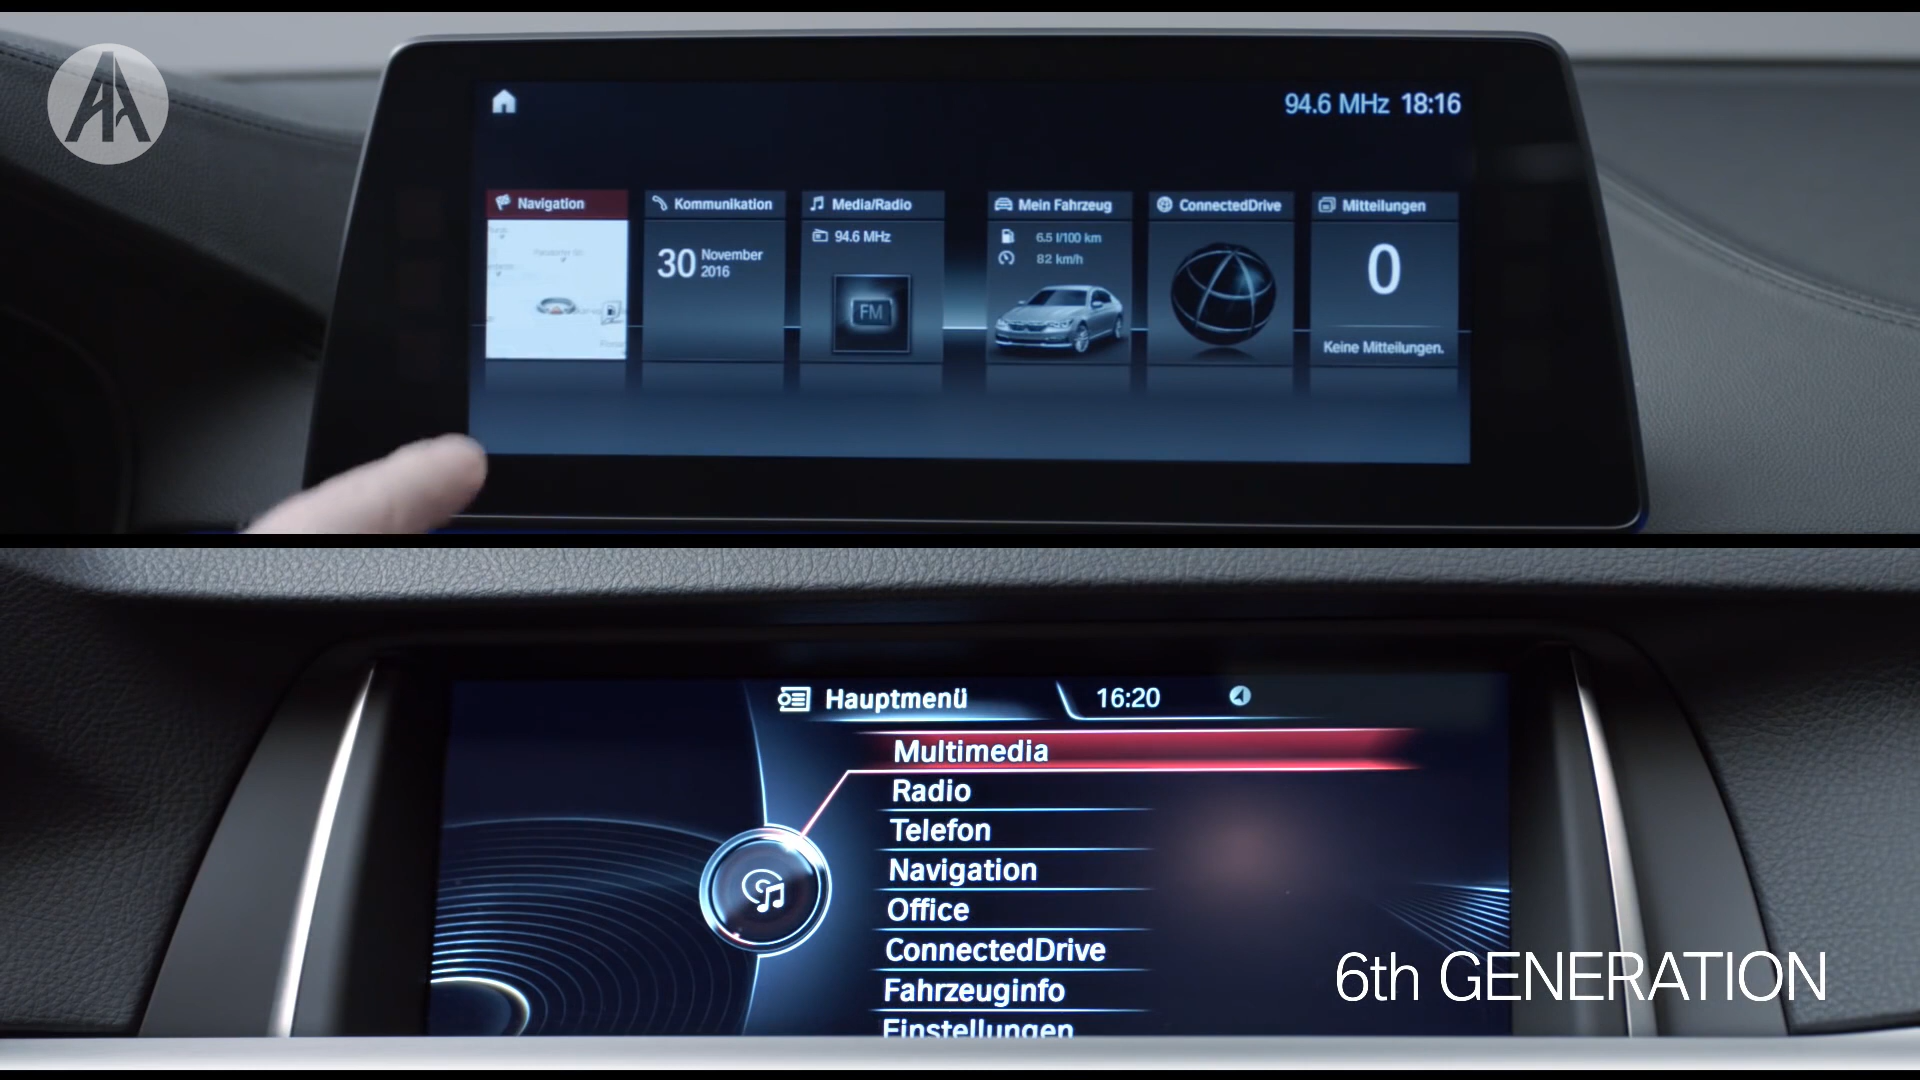 94.6 MHz 18:16
Navigation
Kommunikation
Media/Radio
Mein Fahrzeug
ConnectedDrive
Mitteilungen
30 November 2016
94.6 MHz
FM
6.5 l/100 km
82 km/h
0
Keine Mitteilungen.
Hauptmenü
16:20
Multimedia
Radio
Telefon
Navigation
Office
ConnectedDrive
Fahrzeuginfo
Einstellungen
6th GENERATION